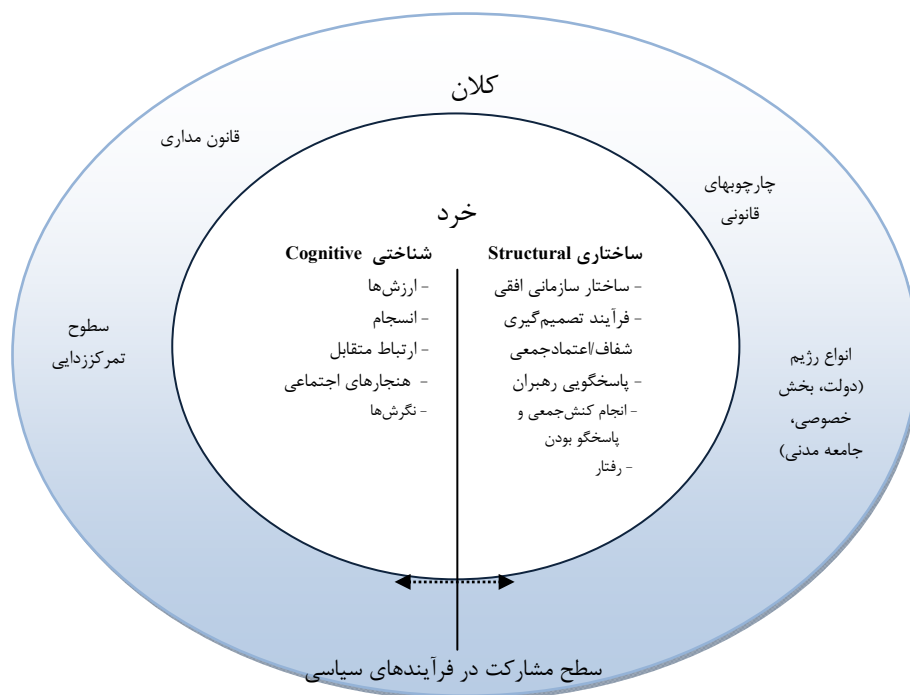 کلان
قانون مداری
چارچوبهای
قانونی
خرد
ساختاری Structural
- ساختار سازمانی افقی
- فرآیند تصمیم‌گیری
شفاف/اعتمادجمعی
- پاسخگویی رهبران
- انجام کنش‌جمعی و
پاسخگو بودن
- رفتار
شناختی Cognitive
- ارزش‌ها
- انسجام
- ارتباط متقابل
- هنجارهای اجتماعی
- نگرش‌ها
سطوح
تمرکززدایی
انواع رژیم
(دولت، بخش
خصوصی،
جامعه مدنی)
سطح مشارکت در فرآیندهای سیاسی